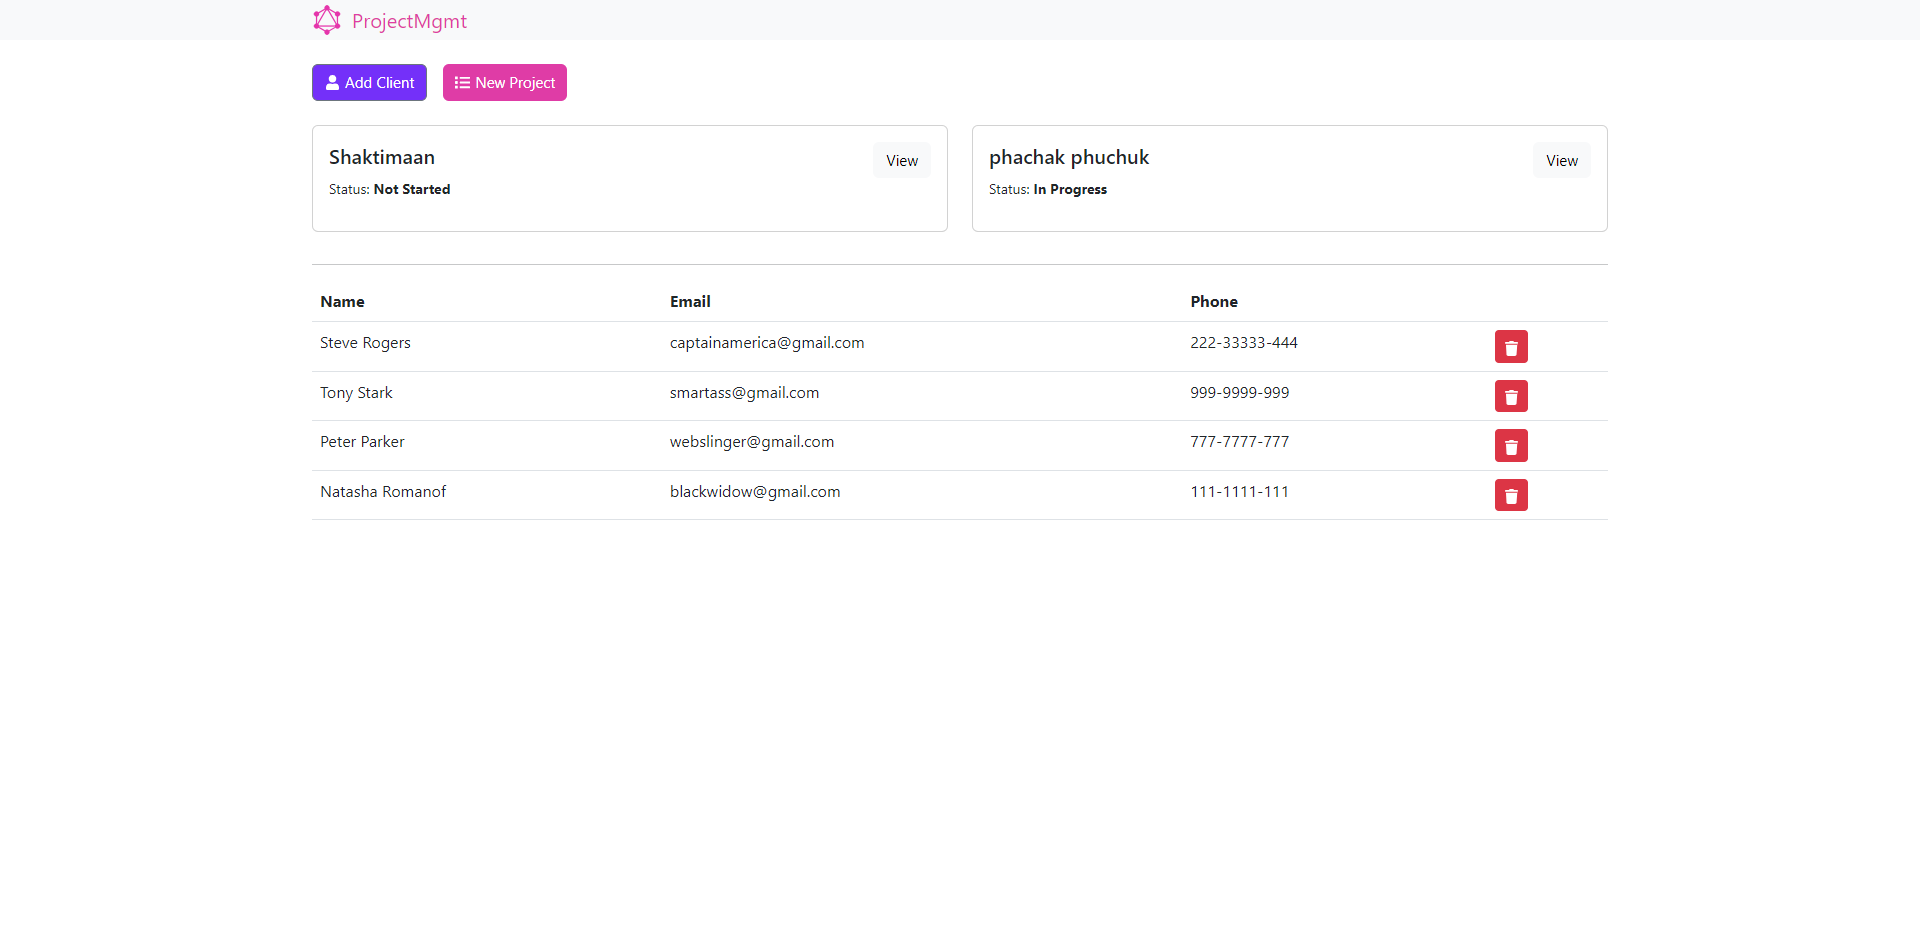 ProjectMgmt
Add Client New Project
Shaktimaan View
Status: Not Started
phachak phuchuk View
Status: In Progress
Name Email Phone
Steve Rogers captainamerica@gmail.com 222-33333-444
Tony Stark smartass@gmail.com 999-9999-999
Peter Parker webslinger@gmail.com 777-7777-777
Natasha Romanof blackwidow@gmail.com 111-1111-111